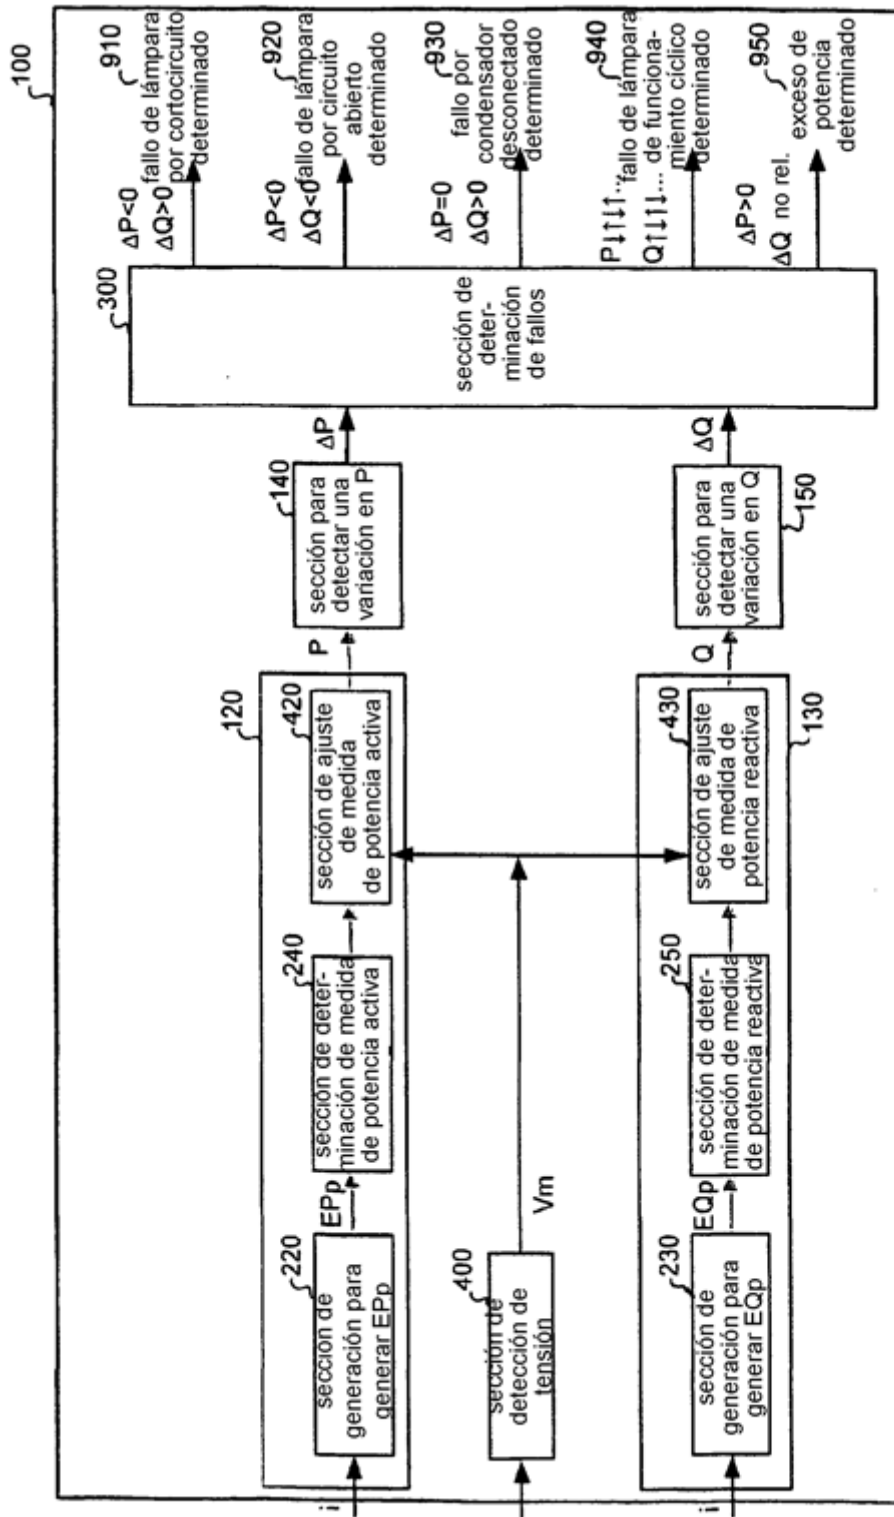 100
i
220
sección de
generación para
generar EPp
EPp
240
sección de deter-
minación de medida
de potencia activa
120
420
sección de ajuste
de medida
de potencia activa
P
140
sección para
detectar una
variación en P
ΔP
400
sección de
detección de
tensión
Vm
i
230
sección de
generación para
generar EQp
EQp
250
sección de deter-
minación de medida
de potencia reactiva
430
130
sección de ajuste
de medida de
potencia reactiva
Q
sección para
detectar una
variación en Q
150
ΔQ
300
sección de
deter-
minación
de fallos
ΔP<0
ΔQ>0
910
fallo de lámpara
por cortocircuito
determinado
ΔP<0
ΔQ<0
920
fallo de lámpara
por circuito
abierto
determinado
ΔP=0
ΔQ>0
930
fallo por
condensador
desconectado
determinado
P↓↑↓↑...
Q↑↓↑↓...
940
fallo de lámpara
de funciona-
miento cíclico
determinado
ΔP>0
ΔQ no rel.
950
exceso de
potencia
determinado